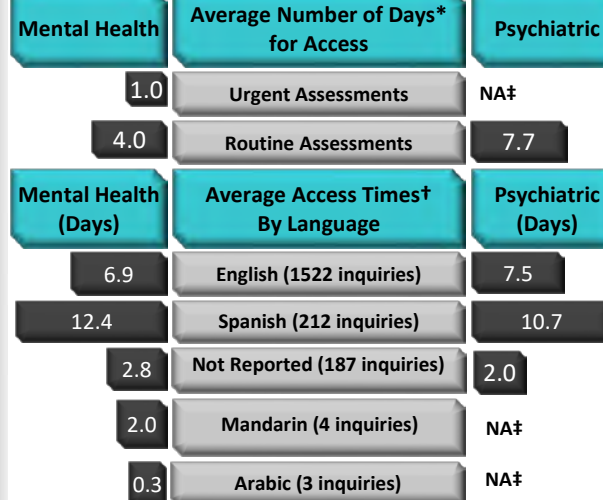 Mental Health
Average Number of Days*
for Access
Psychiatric
1.0
Urgent Assessments
NA‡
4.0
Routine Assessments
7.7
Mental Health
(Days)
Average Access Times†
By Language
Psychiatric
(Days)
6.9
English (1522 inquiries)
7.5
12.4
Spanish (212 inquiries)
10.7
2.8
Not Reported (187 inquiries)
2.0
2.0
Mandarin (4 inquiries)
NA‡
0.3
Arabic (3 inquiries)
NA‡